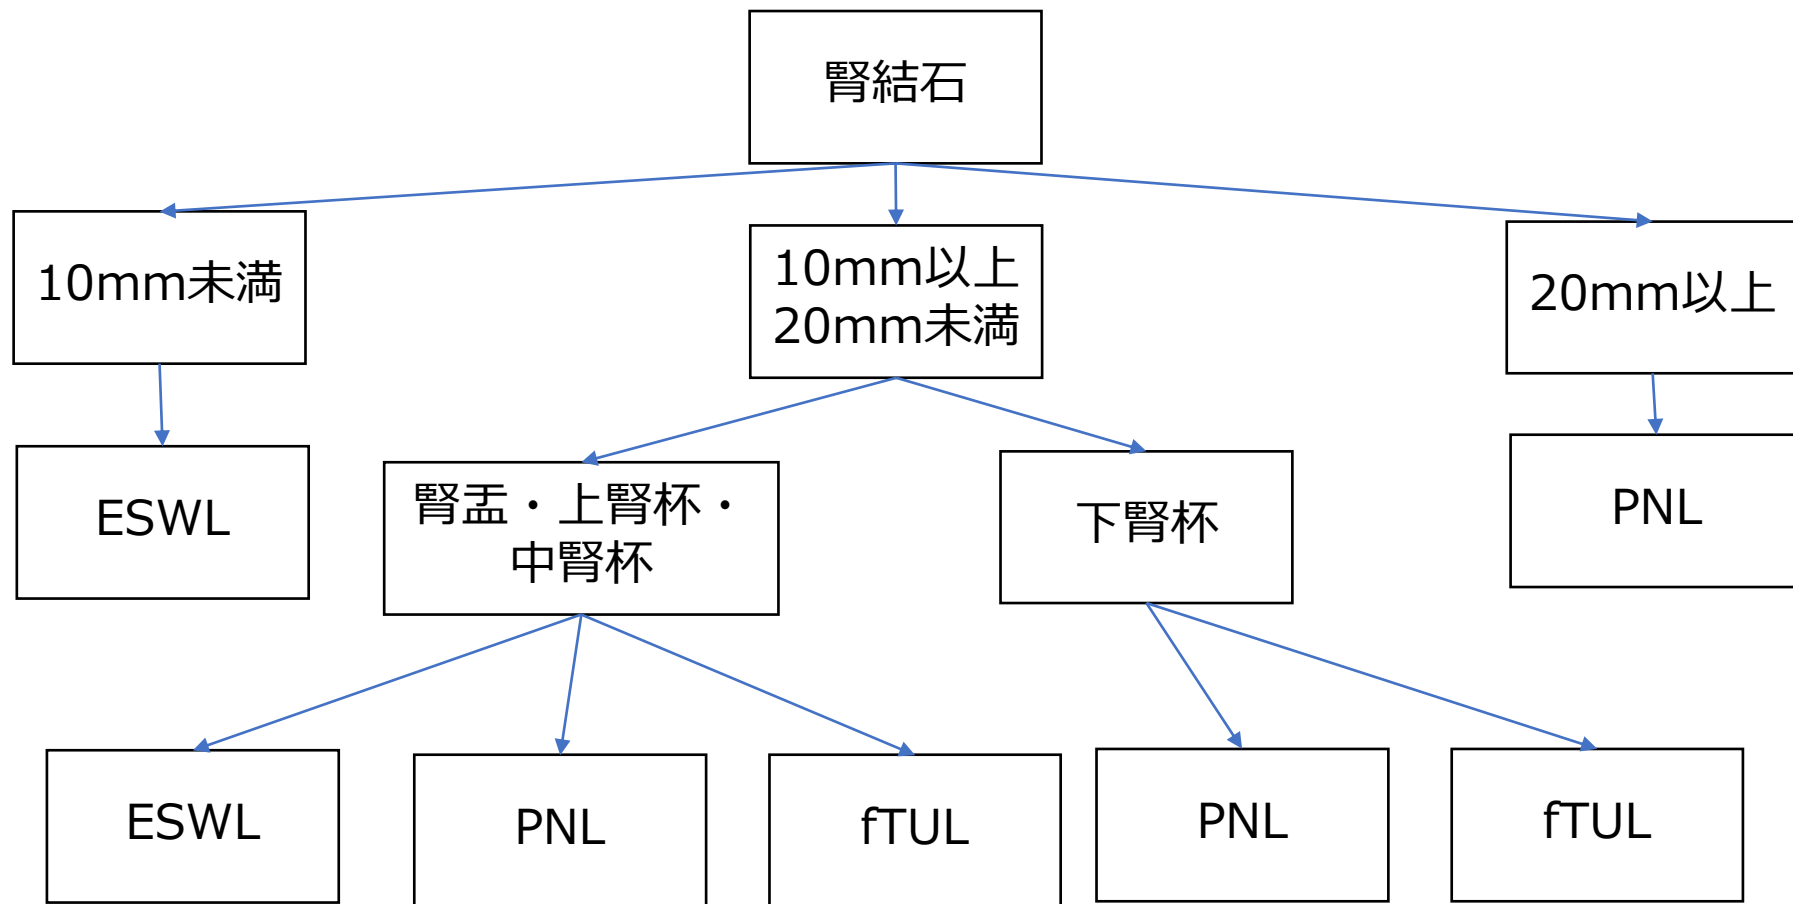 腎結石
10mm未満
10mm以上
20mm未満
20mm以上
ESWL
腎盂・上腎杯・
中腎杯
下腎杯
PNL
ESWL
PNL
fTUL
PNL
fTUL